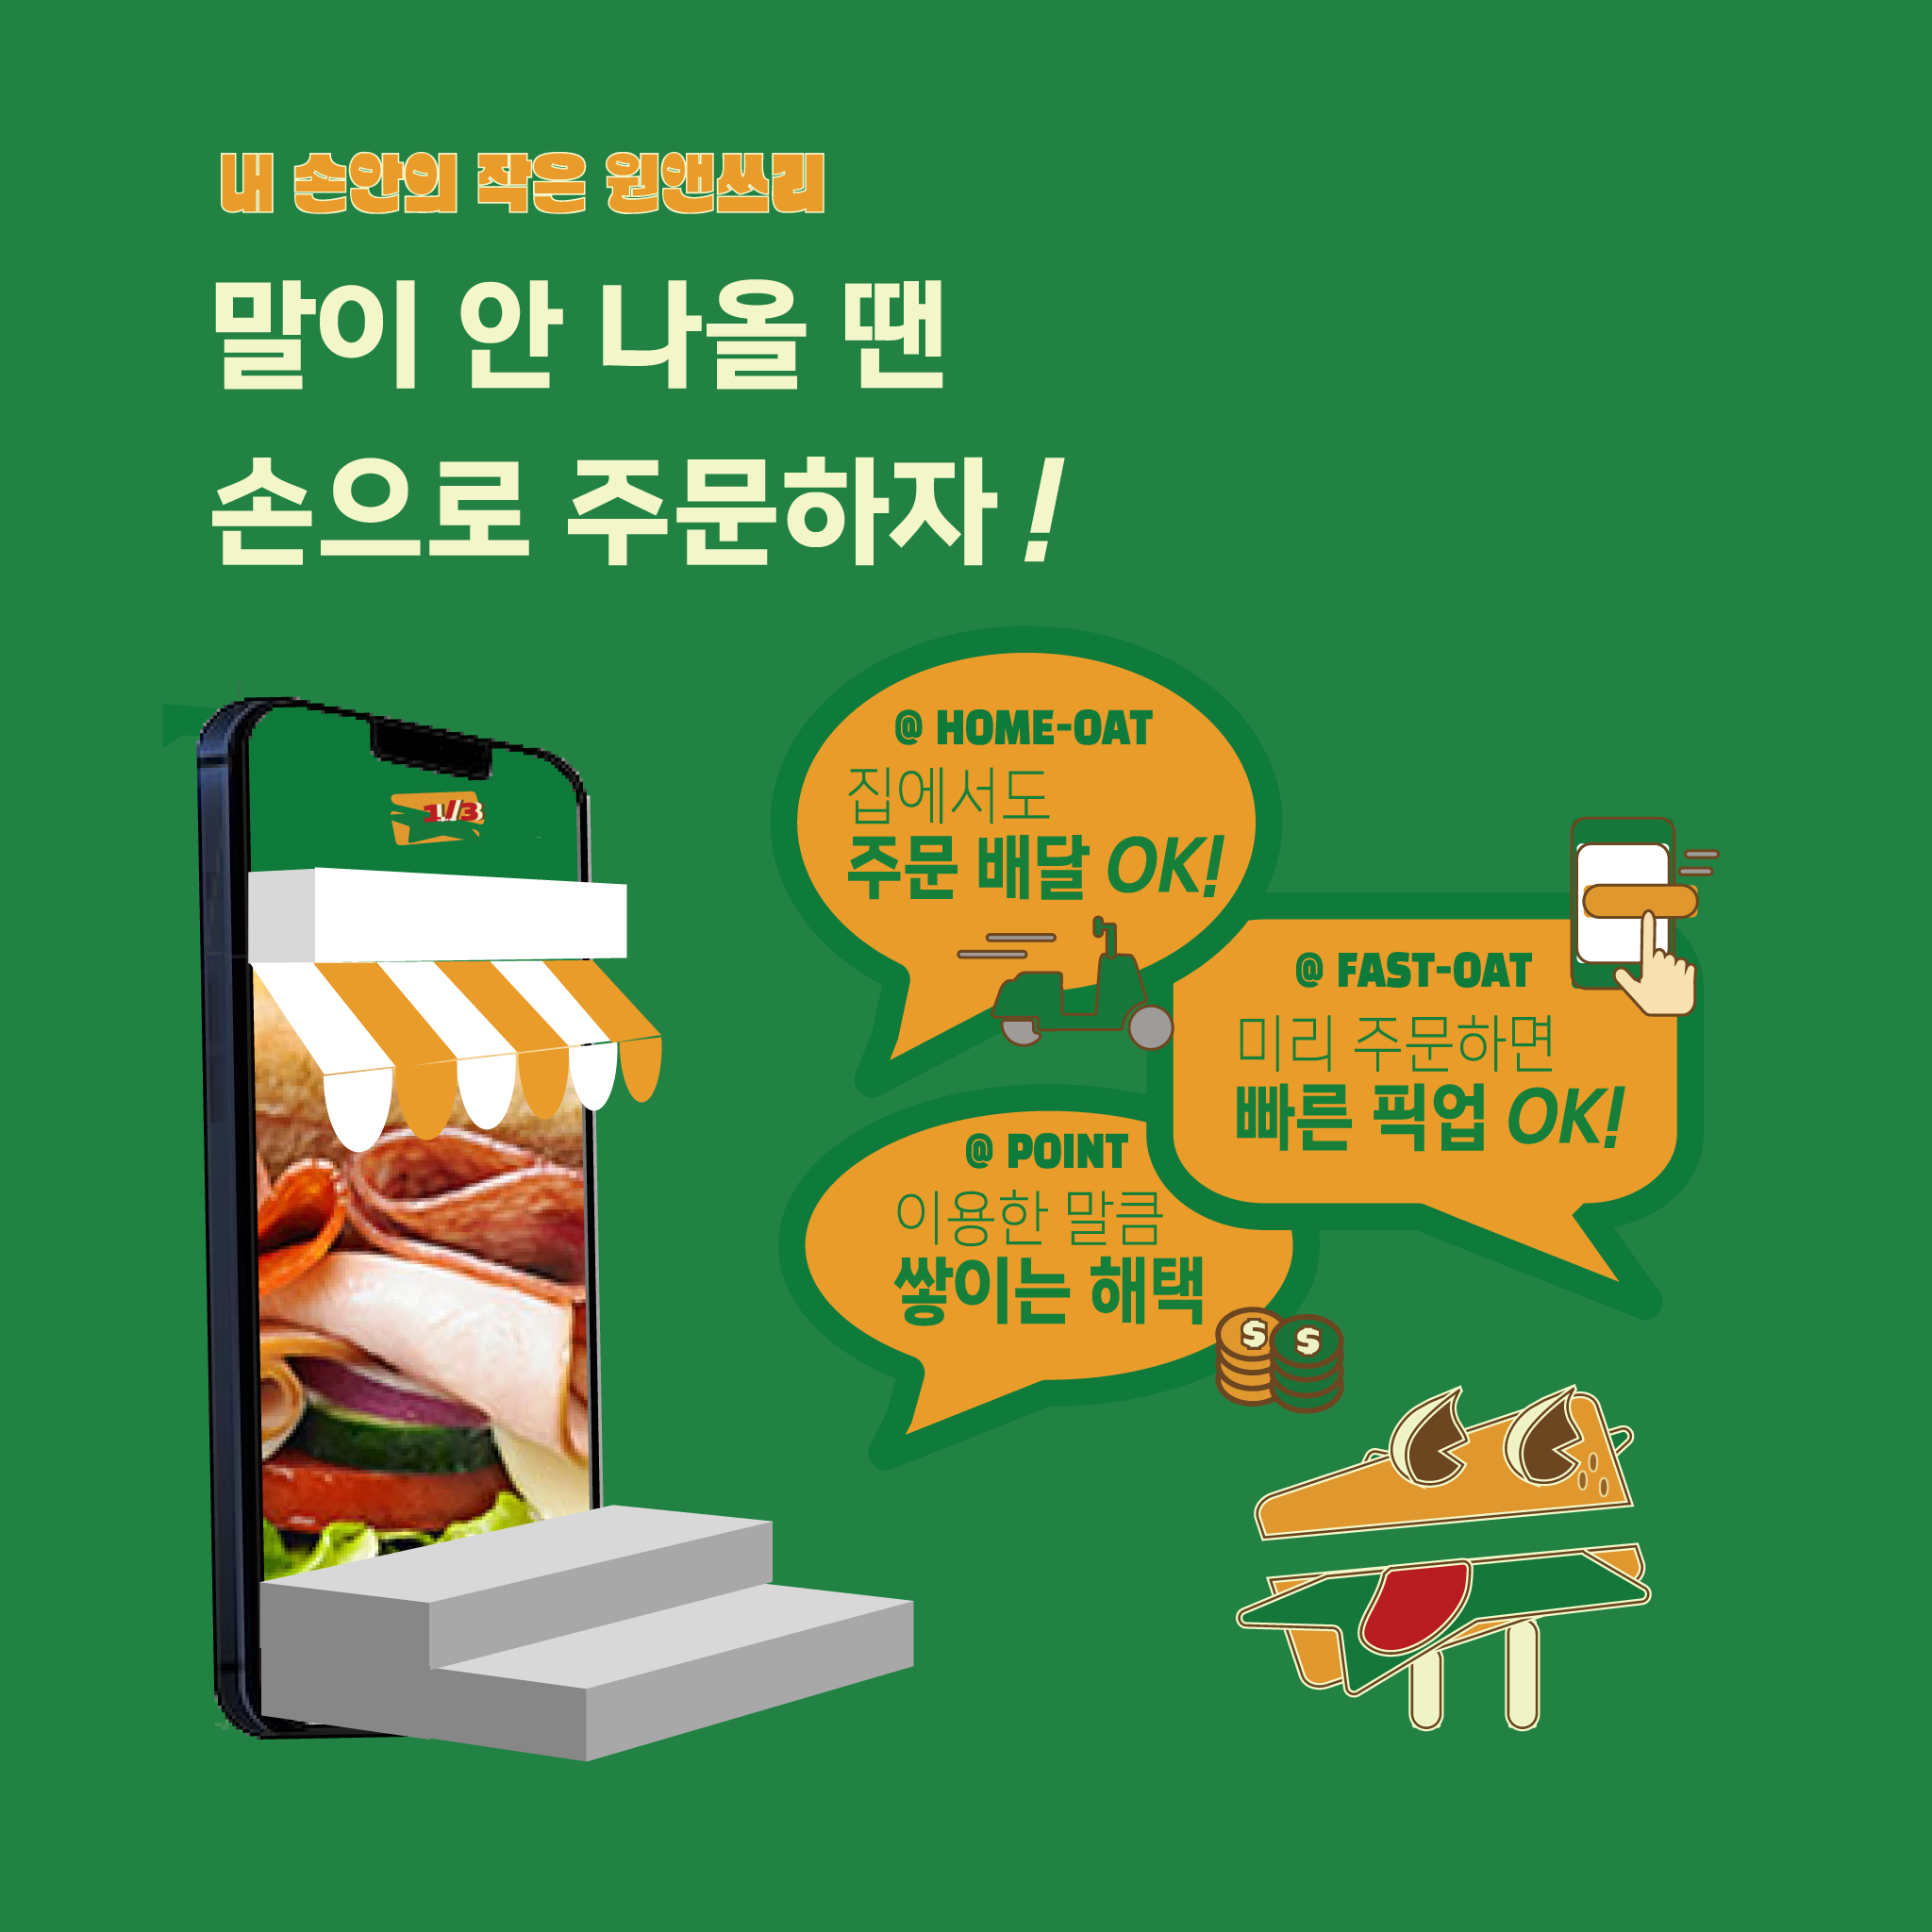 내 손안의 작은 원앤쓰리
말이 안 나올 땐
손으로 주문하자!
1/3
@ HOME-OAT
집에서도
주문 배달 OK!
@ FAST-OAT
미리 주문하면
빠른 픽업 OK!
@ POINT
이용한 말큼
쌓이는 해택
S S